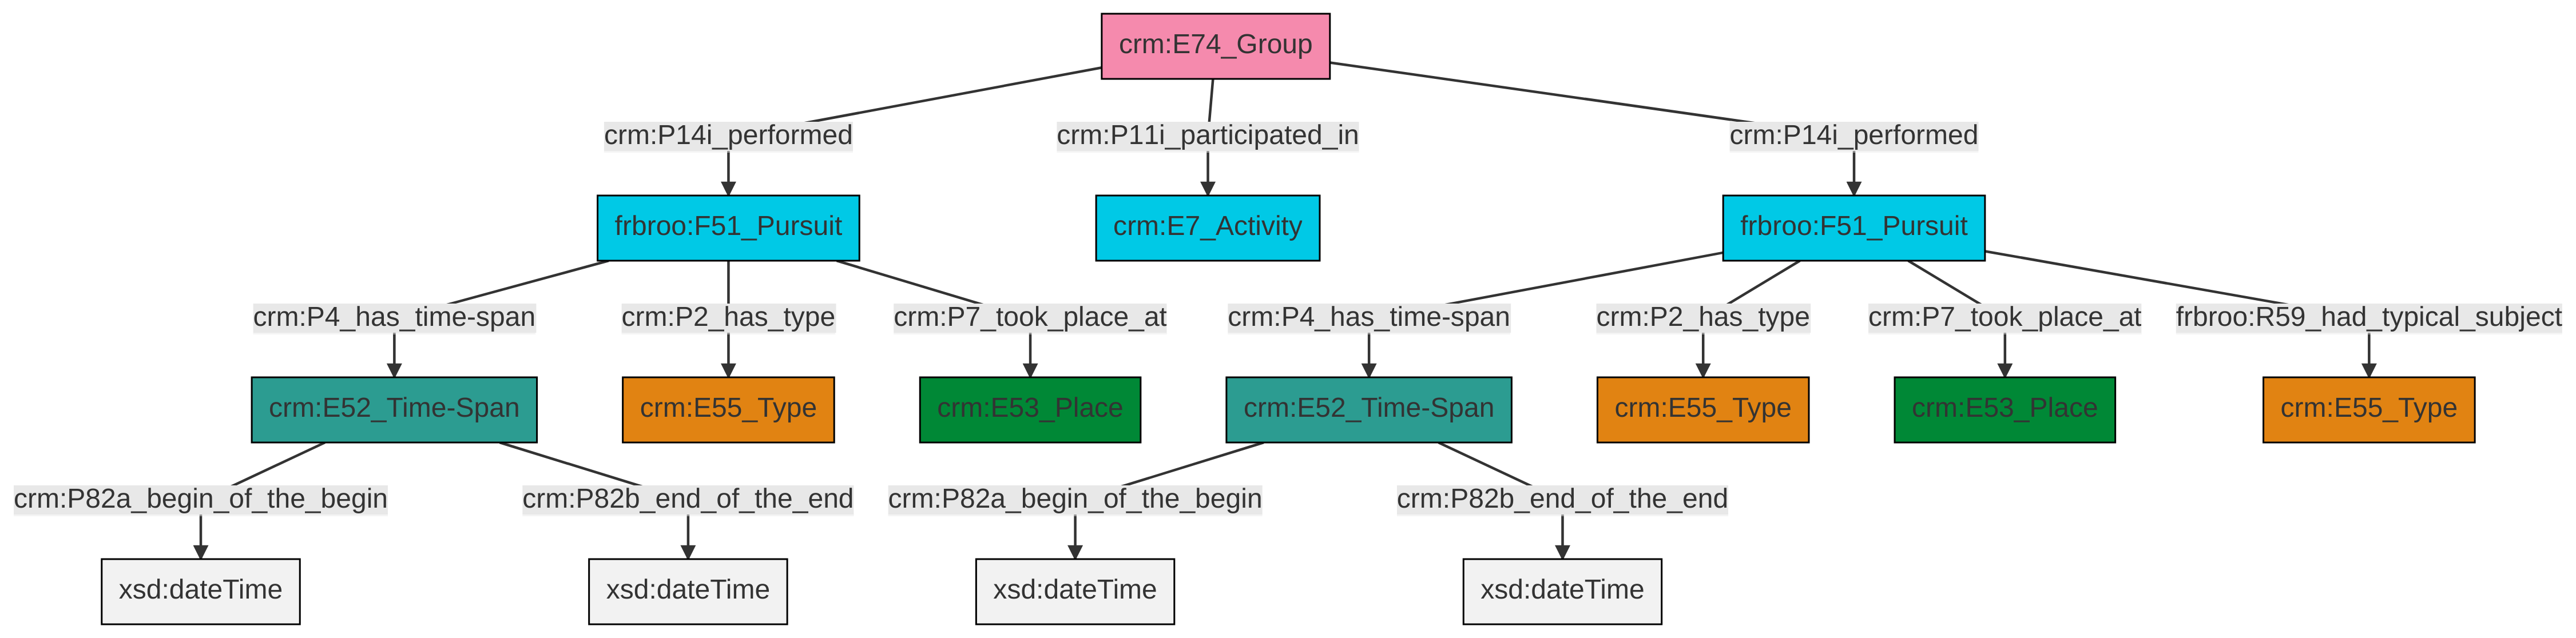 crm:E74_Group
crm:P14i_performed
crm:P11i_participated_in
crm:P14i_performed
frbroo:F51_Pursuit
crm:E7_Activity
frbroo:F51_Pursuit
crm:P4_has_time-span
crm:P2_has_type
crm:P7_took_place_at
crm:P4_has_time-span
crm:P2_has_type
crm:P7_took_place_at
frbroo:R59_had_typical_subject
crm:E52_Time-Span
crm:E55_Type
crm:E53_Place
crm:E52_Time-Span
crm:E55_Type
crm:E53_Place
crm:E55_Type
crm:P82a_begin_of_the_begin
crm:P82b_end_of_the_end
crm:P82a_begin_of_the_begin
crm:P82b_end_of_the_end
xsd:dateTime
xsd:dateTime
xsd:dateTime
xsd:dateTime